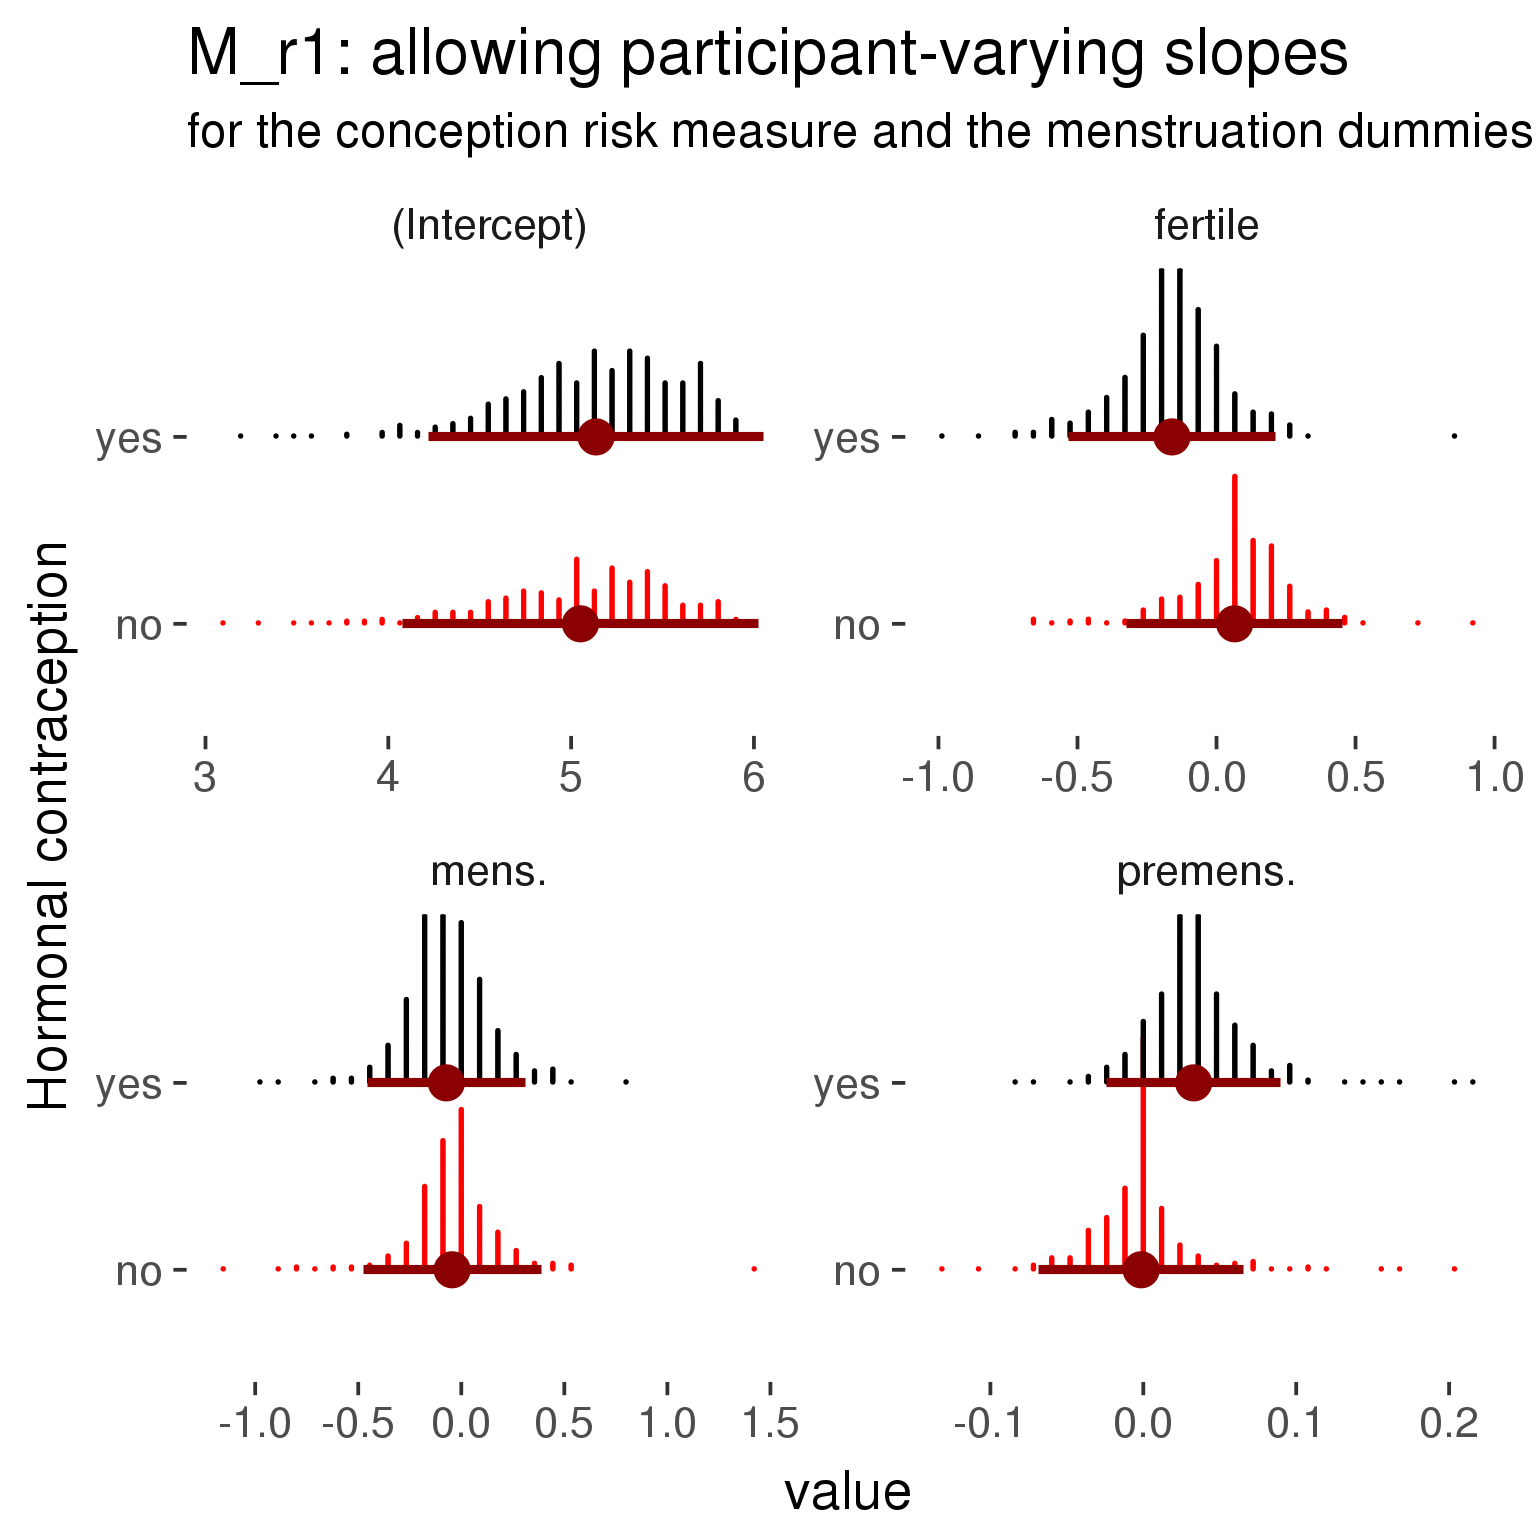 M_r1: allowing participant-varying slopes
for the conception risk measure and the menstruation dummies
(Intercept)
fertile
yes
no
yes
no
3 4 5 6
-1.0 -0.5 0.0 0.5 1.0
Hormonal contraception
mens.
premens.
yes
no
yes
no
-1.0 -0.5 0.0 0.5 1.0 1.5
-0.1 0.0 0.1 0.2
value